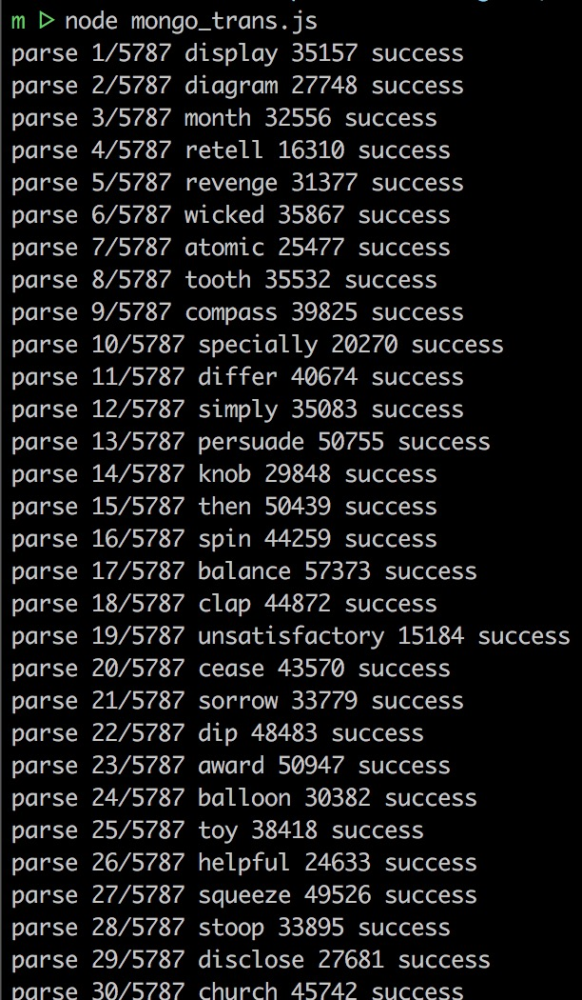 m ▷ node mongo_trans.js
parse 1/5787 display 35157 success
parse 2/5787 diagram 27748 success
parse 3/5787 month 32556 success
parse 4/5787 retell 16310 success
parse 5/5787 revenge 31377 success
parse 6/5787 wicked 35867 success
parse 7/5787 atomic 25477 success
parse 8/5787 tooth 35532 success
parse 9/5787 compass 39825 success
parse 10/5787 specially 20270 success
parse 11/5787 differ 40674 success
parse 12/5787 simply 35083 success
parse 13/5787 persuade 50755 success
parse 14/5787 knob 29848 success
parse 15/5787 then 50439 success
parse 16/5787 spin 44259 success
parse 17/5787 balance 57373 success
parse 18/5787 clap 44872 success
parse 19/5787 unsatisfactory 15184 success
parse 20/5787 cease 43570 success
parse 21/5787 sorrow 33779 success
parse 22/5787 dip 48483 success
parse 23/5787 award 50947 success
parse 24/5787 balloon 30382 success
parse 25/5787 toy 38418 success
parse 26/5787 helpful 24633 success
parse 27/5787 squeeze 49526 success
parse 28/5787 stoop 33895 success
parse 29/5787 disclose 27681 success
parse 30/5787 church 45742 success